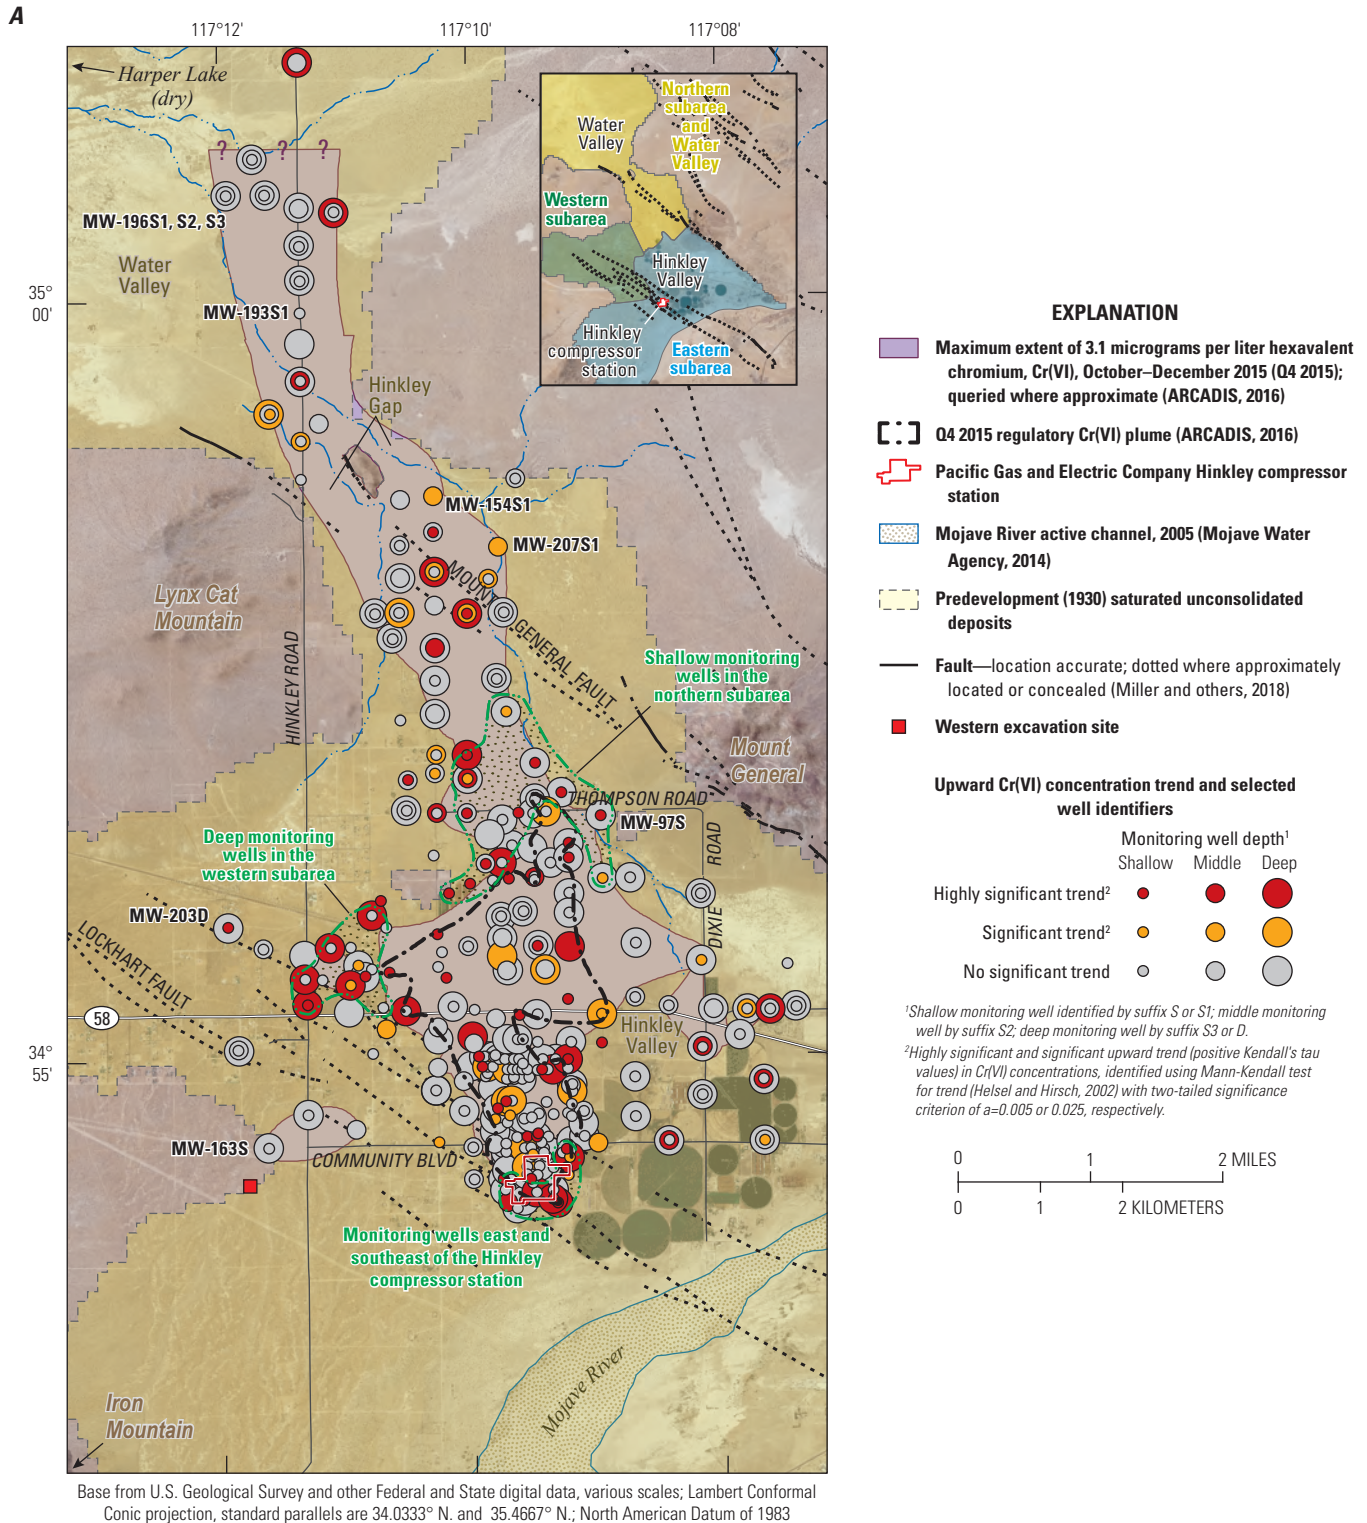 A
117°12'
117°10'
117°08'
Harper Lake
(dry)
? ? ?
MW-196S1, S2, S3
Water
Valley
35°
00'
MW-193S1
Hinkley
Gap
MW-154S1
MW-207S1
Lynx Cat
Mountain
MOUNT GENERAL FAULT
HINKLEY ROAD
Shallow monitoring
wells in the
northern subarea
Mount
General
THOMPSON ROAD
MW-97S
DIXIE ROAD
Deep monitoring
wells in the
western subarea
MW-203D
LOCKHART FAULT
58
Hinkley
Valley
34°
55'
MW-163S
COMMUNITY BLVD
Monitoring wells east and
southeast of the Hinkley
compressor station
Mojave River
Iron
Mountain
Northern
subarea
and
Water
Valley
Water
Valley
Western
subarea
Hinkley
Valley
Hinkley
compressor
station
Eastern
subarea
Base from U.S. Geological Survey and other Federal and State digital data, various scales; Lambert Conformal
Conic projection, standard parallels are 34.0333° N. and 35.4667° N.; North American Datum of 1983
EXPLANATION
Maximum extent of 3.1 micrograms per liter hexavalent
chromium, Cr(VI), October–December 2015 (Q4 2015);
queried where approximate (ARCADIS, 2016)
Q4 2015 regulatory Cr(VI) plume (ARCADIS, 2016)
Pacific Gas and Electric Company Hinkley compressor
station
Mojave River active channel, 2005 (Mojave Water
Agency, 2014)
Predevelopment (1930) saturated unconsolidated
deposits
Fault—location accurate; dotted where approximately
located or concealed (Miller and others, 2018)
Western excavation site
Upward Cr(VI) concentration trend and selected
well identifiers
Monitoring well depth1
Shallow Middle Deep
Highly significant trend2
Significant trend2
No significant trend
1Shallow monitoring well identified by suffix S or S1; middle monitoring
well by suffix S2; deep monitoring well by suffix S3 or D.
2Highly significant and significant upward trend (positive Kendall's tau
values) in Cr(VI) concentrations, identified using Mann-Kendall test
for trend (Helsel and Hirsch, 2002) with two-tailed significance
criterion of a=0.005 or 0.025, respectively.
0 1 2 MILES
0 1 2 KILOMETERS